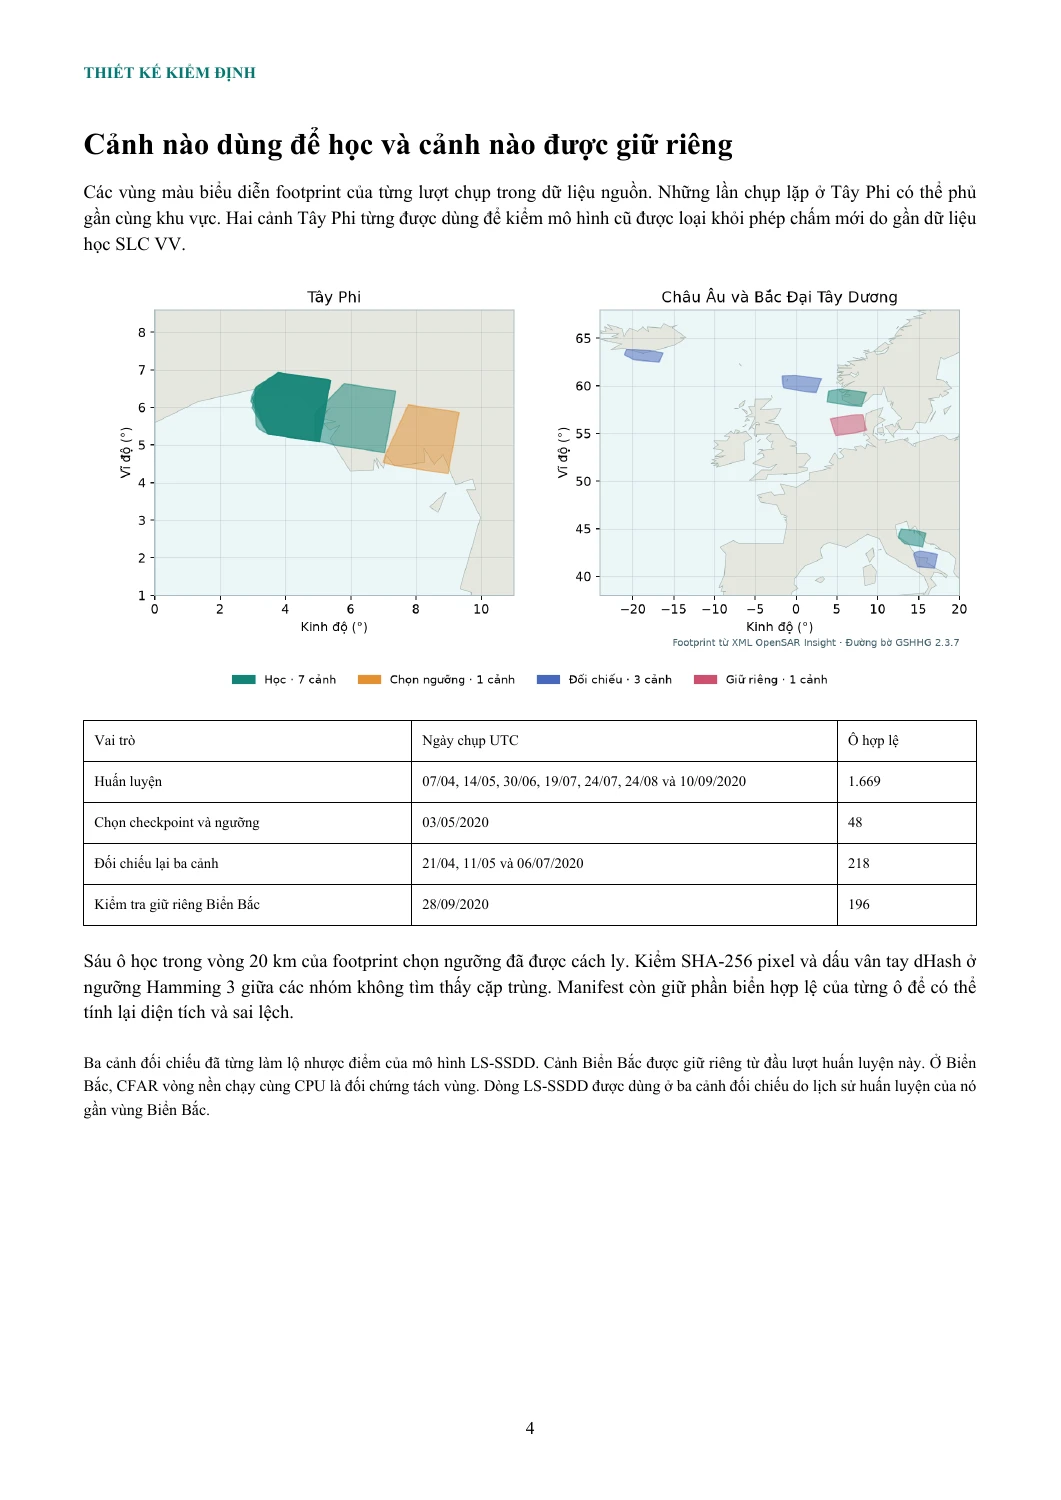 THIẾT KẾ KIỂM ĐỊNH
Cảnh nào dùng để học và cảnh nào được giữ riêng
Các vùng màu biểu diễn footprint của từng lượt chụp trong dữ liệu nguồn. Những lần chụp lặp ở Tây Phi có thể phủ
gần cùng khu vực. Hai cảnh Tây Phi từng được dùng để kiểm mô hình cũ được loại khỏi phép chấm mới do gần dữ liệu
học SLC VV.
Tây Phi
8
7
6
5
4
3
2
1
0 2 4 6 8 10
Vĩ độ (°)
Kinh độ (°)
Châu Âu và Bắc Đại Tây Dương
65
60
55
50
45
40
−20 −15 −10 −5 0 5 10 15 20
Vĩ độ (°)
Kinh độ (°)
Footprint từ XML OpenSAR Insight · Đường bờ GSHHG 2.3.7
Học · 7 cảnh Chọn ngưỡng · 1 cảnh Đối chiếu · 3 cảnh Giữ riêng · 1 cảnh
Vai trò Ngày chụp UTC Ô hợp lệ
Huấn luyện 07/04, 14/05, 30/06, 19/07, 24/07, 24/08 và 10/09/2020 1.669
Chọn checkpoint và ngưỡng 03/05/2020 48
Đối chiếu lại ba cảnh 21/04, 11/05 và 06/07/2020 218
Kiểm tra giữ riêng Biển Bắc 28/09/2020 196
Sáu ô học trong vòng 20 km của footprint chọn ngưỡng đã được cách ly. Kiểm SHA-256 pixel và dấu vân tay dHash ở
ngưỡng Hamming 3 giữa các nhóm không tìm thấy cặp trùng. Manifest còn giữ phần biển hợp lệ của từng ô để có thể
tính lại diện tích và sai lệch.
Ba cảnh đối chiếu đã từng làm lộ nhược điểm của mô hình LS-SSDD. Cảnh Biển Bắc được giữ riêng từ đầu lượt huấn luyện này. Ở Biển
Bắc, CFAR vòng nền chạy cùng CPU là đối chứng tách vùng. Dòng LS-SSDD được dùng ở ba cảnh đối chiếu do lịch sử huấn luyện của nó
gần vùng Biển Bắc.
4